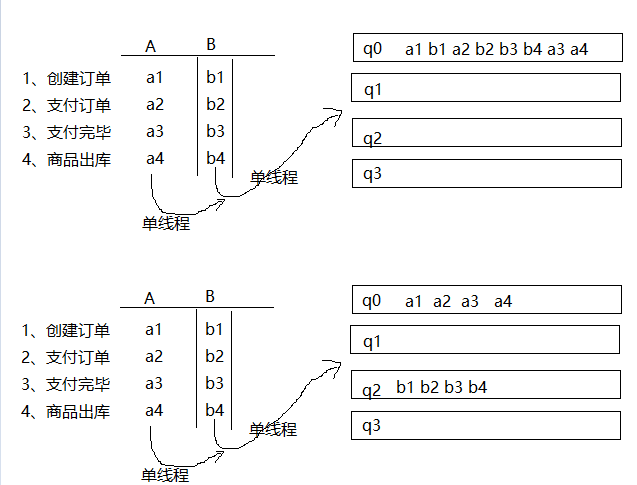 A B
q0 a1 b1 a2 b2 b3 b4 a3 a4
1、创建订单 a1 b1
q1
2、支付订单 a2 b2
3、支付完毕 a3 b3
q2
4、商品出库 a4 b4
q3
单线程
单线程
A B
q0 a1 a2 a3 a4
1、创建订单 a1 b1
q1
2、支付订单 a2 b2
3、支付完毕 a3 b3
q2 b1 b2 b3 b4
4、商品出库 a4 b4
q3
单线程
单线程